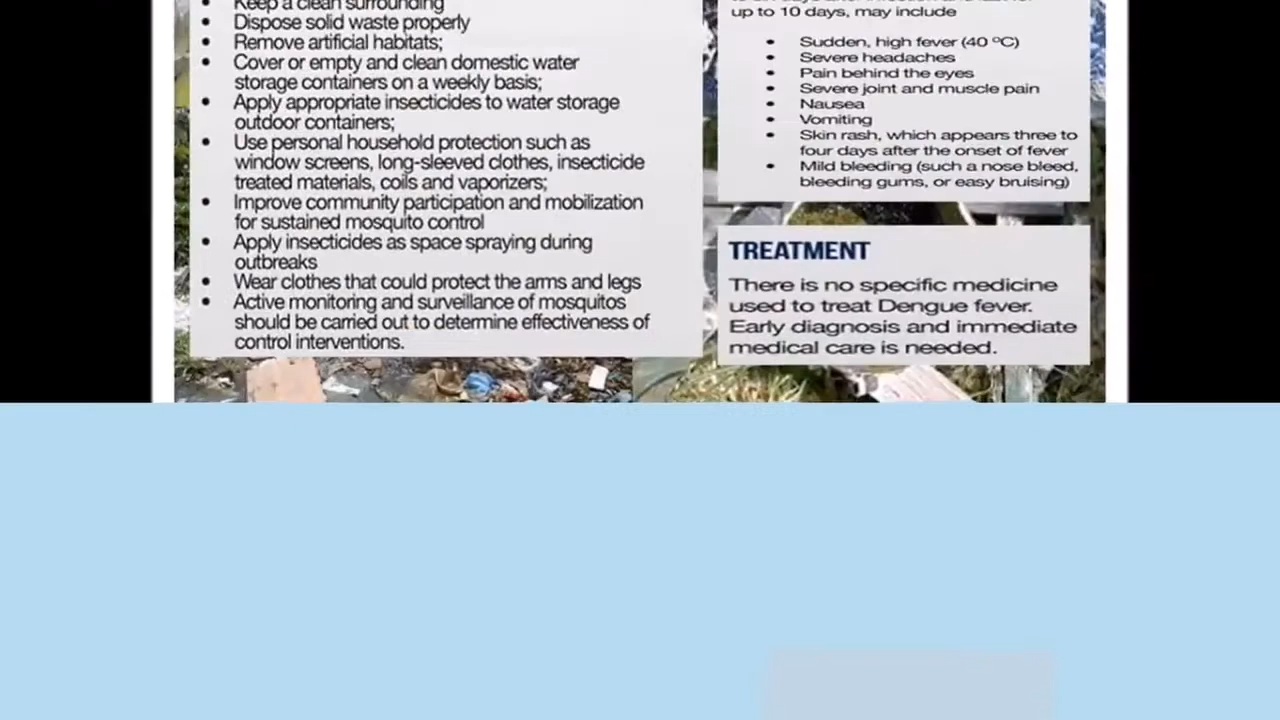 Keep a clean surrounding
Dispose solid waste properly
Remove artificial habitats;
Cover or empty and clean domestic water
storage containers on a weekly basis;
Apply appropriate insecticides to water storage
outdoor containers;
Use personal household protection such as
window screens, long-sleeved clothes, insecticide
treated materials, coils and vaporizers;
Improve community participation and mobilization
for sustained mosquito control
Apply insecticides as space spraying during
outbreaks
Wear clothes that could protect the arms and legs
Active monitoring and surveillance of mosquitos
should be carried out to determine effectiveness of
control interventions.
up to 10 days, may include
Sudden, high fever (40 ºC)
Severe headaches
Pain behind the eyes
Severe joint and muscle pain
Nausea
Vomiting
Skin rash, which appears three to
four days after the onset of fever
Mild bleeding (such a nose bleed,
bleeding gums, or easy bruising)
TREATMENT
There is no specific medicine
used to treat Dengue fever.
Early diagnosis and immediate
medical care is needed.